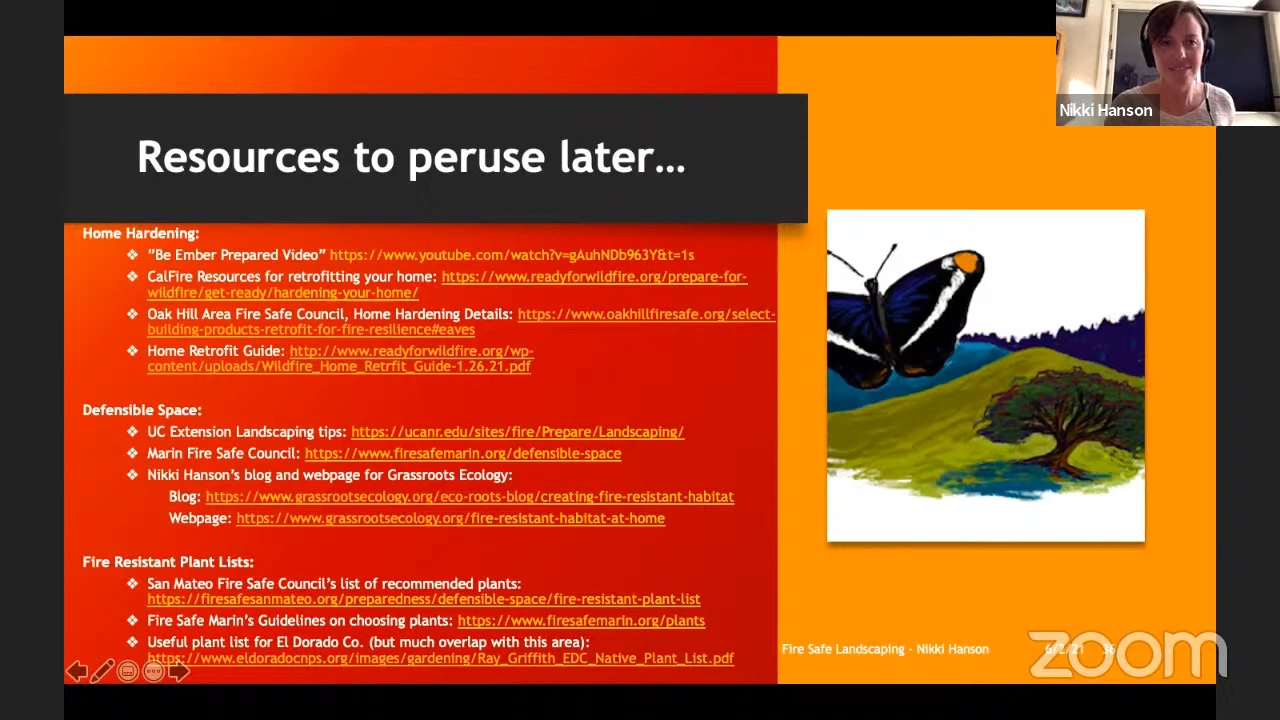 Nikki Hanson
Resources to peruse later...
Home Hardening:
❖ ”Be Ember Prepared Video” https://www.youtube.com/watch?v=gAuhNDb963Y&t=1s
❖ CalFire Resources for retrofitting your home: https://www.readyforwildfire.org/prepare-for-
wildfire/get-ready/hardening-your-home/
❖ Oak Hill Area Fire Safe Council, Home Hardening Details: https://www.oakhillfiresafe.org/select-
building-products-retrofit-for-fire-resilience#eaves
❖ Home Retrofit Guide: http://www.readyforwildfire.org/wp-
content/uploads/Wildfire_Home_Retrfit_Guide-1.26.21.pdf
Defensible Space:
❖ UC Extension Landscaping tips: https://ucanr.edu/sites/fire/Prepare/Landscaping/
❖ Marin Fire Safe Council: https://www.firesafemarin.org/defensible-space
❖ Nikki Hanson’s blog and webpage for Grassroots Ecology:
Blog: https://www.grassrootsecology.org/eco-roots-blog/creating-fire-resistant-habitat
Webpage: https://www.grassrootsecology.org/fire-resistant-habitat-at-home
Fire Resistant Plant Lists:
❖ San Mateo Fire Safe Council’s list of recommended plants:
https://firesafesanmateo.org/preparedness/defensible-space/fire-resistant-plant-list
❖ Fire Safe Marin’s Guidelines on choosing plants: https://www.firesafemarin.org/plants
❖ Useful plant list for El Dorado Co. (but much overlap with this area):
https://www.eldoradocnps.org/images/gardening/Ray_Griffith_EDC_Native_Plant_List.pdf
Fire Safe Landscaping - Nikki Hanson 6/2/21 36
zoom